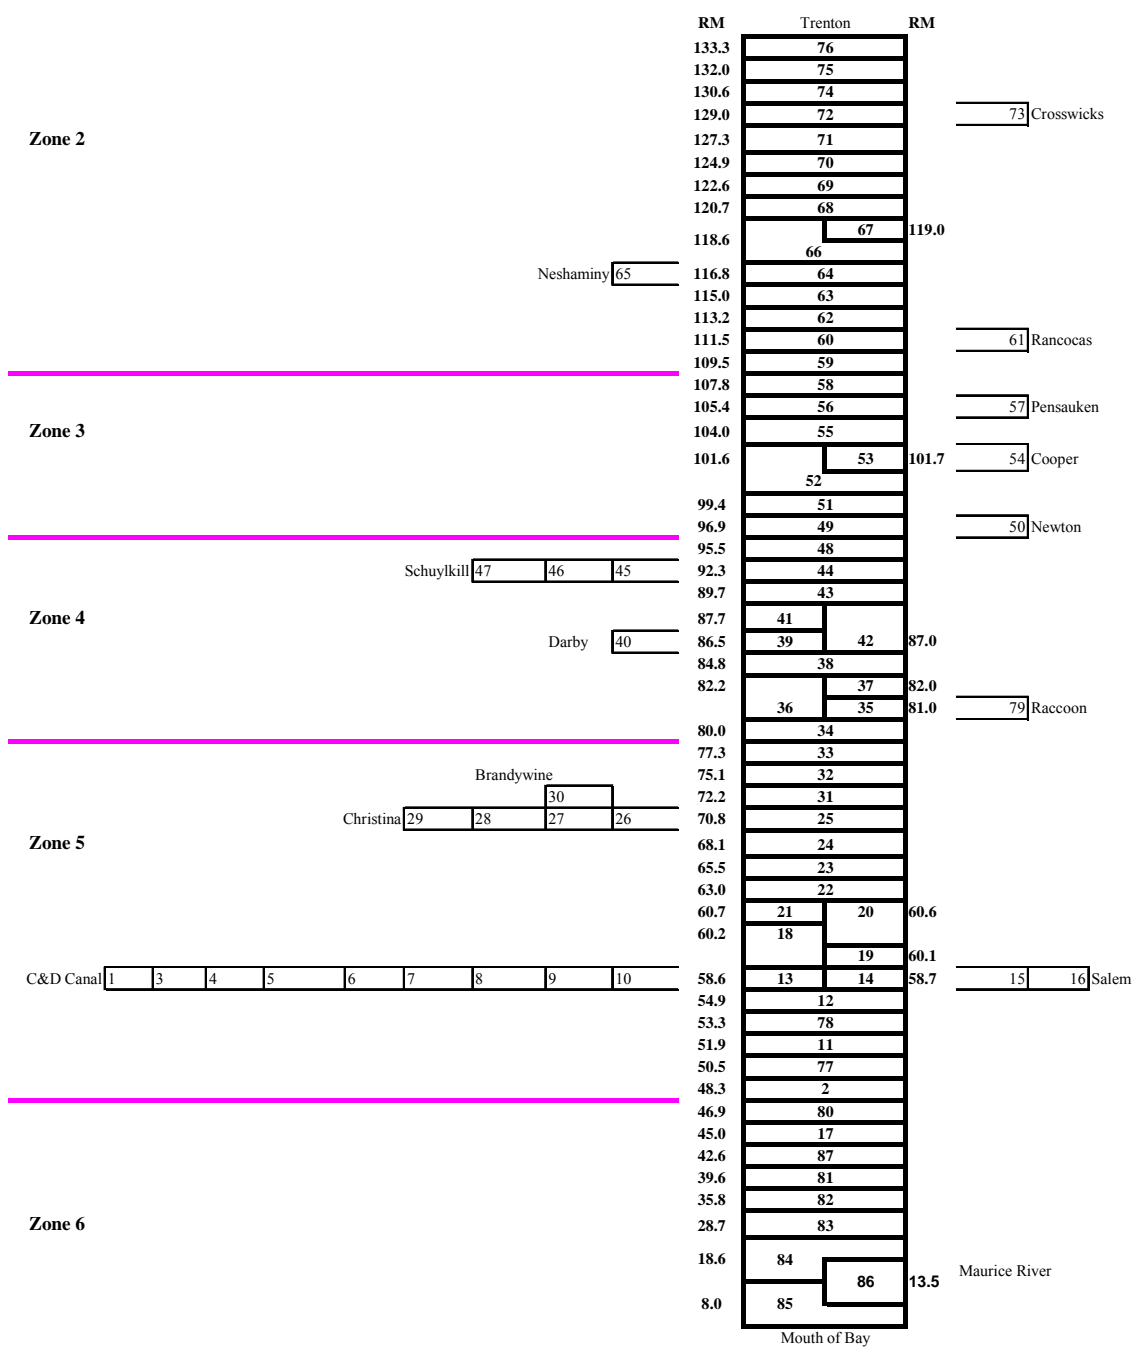 RM Trenton RM
133.3 76
132.0 75
130.6 74
129.0 72 73 Crosswicks
Zone 2
127.3 71
124.9 70
122.6 69
120.7 68
67 119.0
118.6
66
Neshaminy 65 116.8 64
115.0 63
113.2 62
111.5 60 61 Rancocas
109.5 59
107.8 58
105.4 56 57 Pensauken
Zone 3 104.0 55
101.6 53 101.7 54 Cooper
52
99.4 51
96.9 49 50 Newton
95.5 48
Schuylkill 47 46 45 92.3 44
89.7 43
Zone 4 87.7 41
Darby 40 86.5 39 42 87.0
84.8 38
82.2 37 82.0
36 35 81.0 79 Raccoon
80.0 34
77.3 33
Brandywine 75.1 32
30 72.2 31
Christina 29 28 27 26 70.8 25
Zone 5 68.1 24
65.5 23
63.0 22
60.7 21 20 60.6
60.2 18
19 60.1
C&D Canal 1 3 4 5 6 7 8 9 10 58.6 13 14 58.7 15 16 Salem
54.9 12
53.3 78
51.9 11
50.5 77
48.3 2
46.9 80
45.0 17
42.6 87
39.6 81
35.8 82
Zone 6 28.7 83
18.6 84
Maurice River
86 13.5
8.0 85
Mouth of Bay